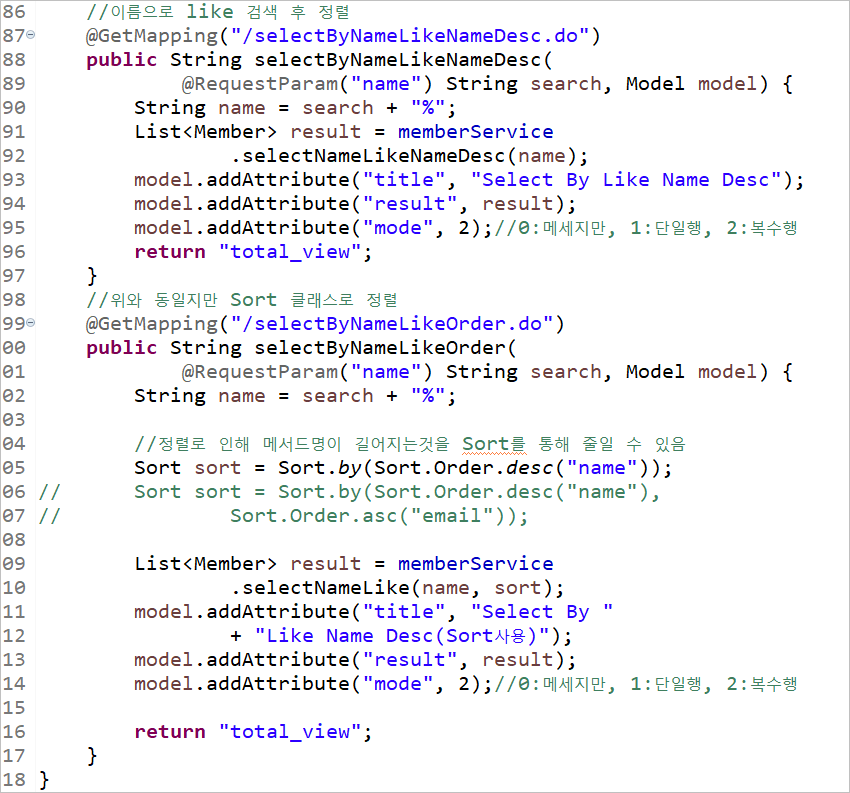 86     //이름으로 like 검색 후 정렬
87     @GetMapping("/selectByNameLikeNameDesc.do")
88     public String selectByNameLikeNameDesc(
89             @RequestParam("name") String search, Model model) {
90         String name = search + "%";
91         List<Member> result = memberService
92                 .selectNameLikeNameDesc(name);
93         model.addAttribute("title", "Select By Like Name Desc");
94         model.addAttribute("result", result);
95         model.addAttribute("mode", 2);//0:메세지만, 1:단일행, 2:복수행
96         return "total_view";
97     }
98     //위와 동일지만 Sort 클래스로 정렬
99     @GetMapping("/selectByNameLikeOrder.do")
00     public String selectByNameLikeOrder(
01             @RequestParam("name") String search, Model model) {
02         String name = search + "%";
03
04         //정렬로 인해 메서드명이 길어지는것을 Sort를 통해 줄일 수 있음
05         Sort sort = Sort.by(Sort.Order.desc("name"));
06 //      Sort sort = Sort.by(Sort.Order.desc("name"),
07 //              Sort.Order.asc("email"));
08
09         List<Member> result = memberService
10                 .selectNameLike(name, sort);
11         model.addAttribute("title", "Select By "
12                 + "Like Name Desc(Sort사용)");
13         model.addAttribute("result", result);
14         model.addAttribute("mode", 2);//0:메세지만, 1:단일행, 2:복수행
15
16         return "total_view";
17     }
18 }